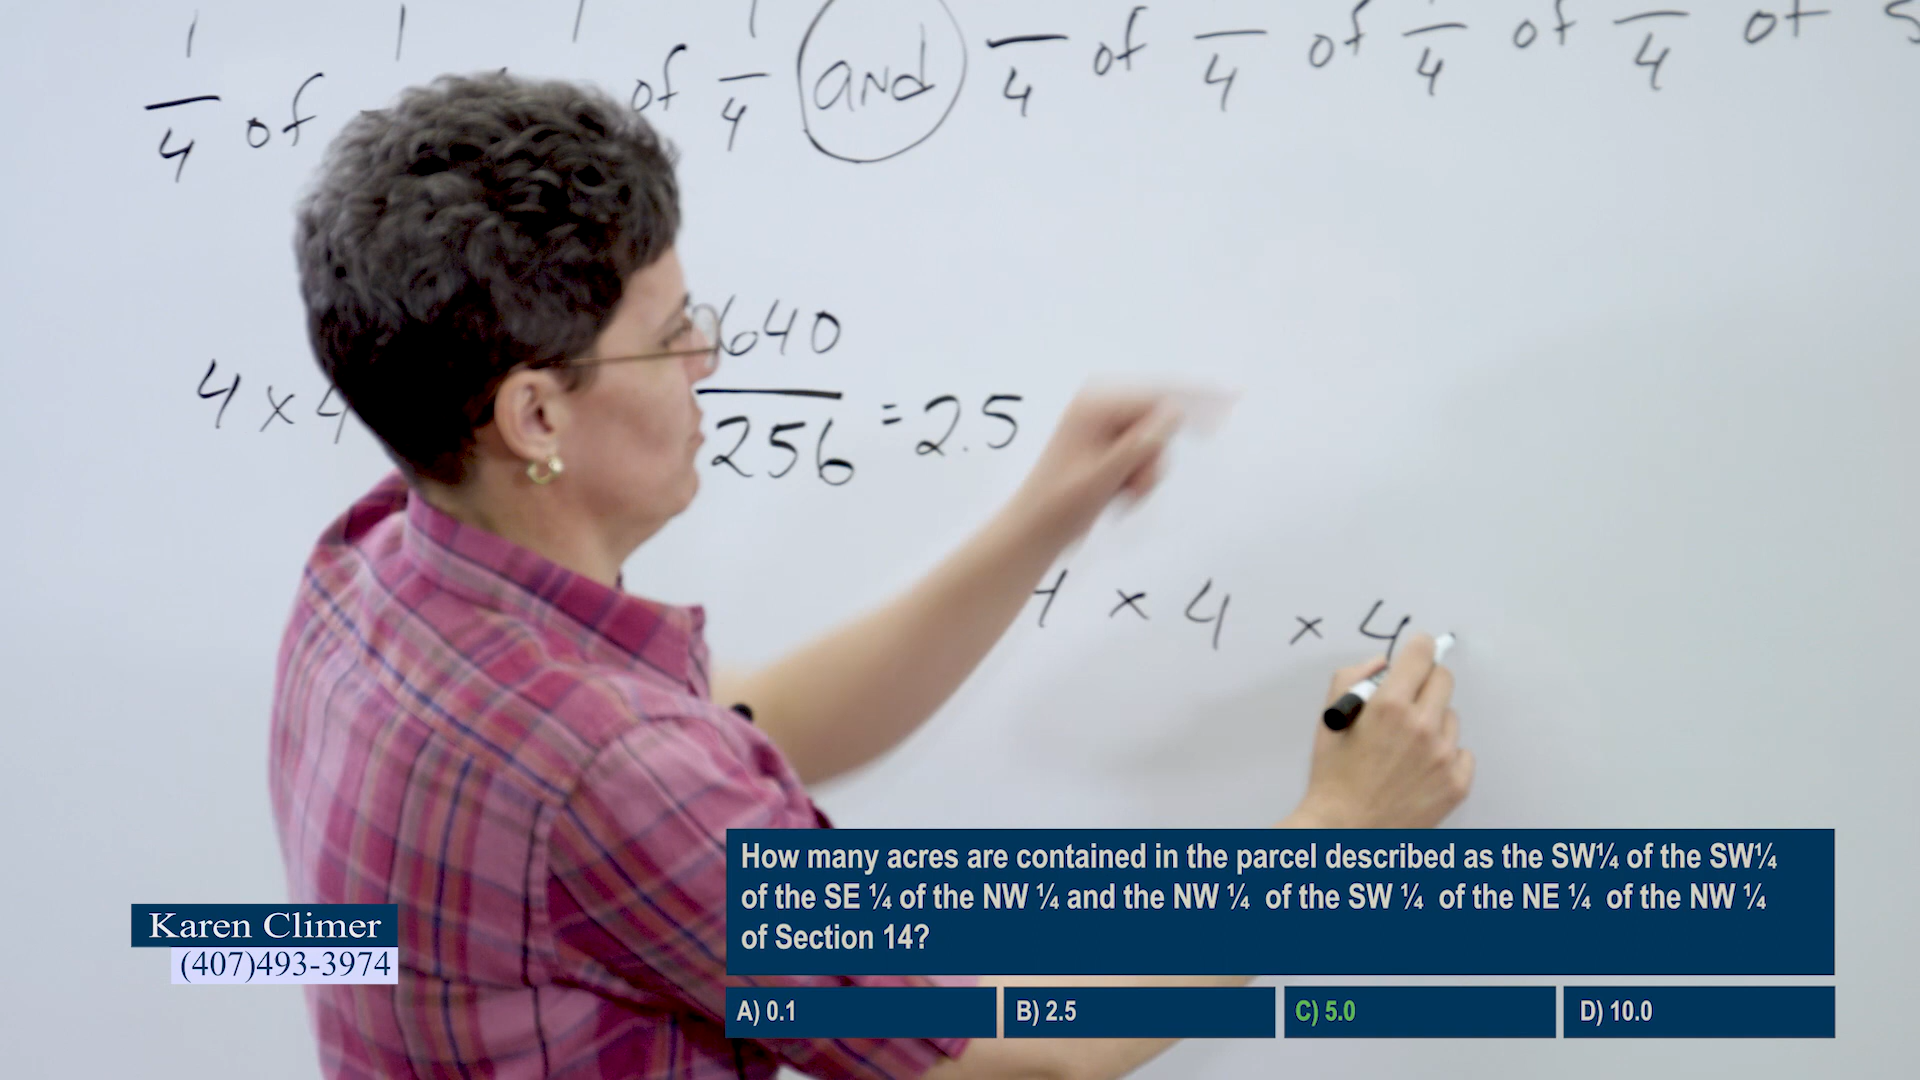 1 1 1 1
— of of — and — of — of — of — of
4 4 4 4 4 4
640
4 x 4 — = 2.5
256
4 x 4 x 4
How many acres are contained in the parcel described as the SW¼ of the SW¼
of the SE ¼ of the NW ¼ and the NW ¼ of the SW ¼ of the NE ¼ of the NW ¼
of Section 14?
Karen Climer
(407)493-3974
A) 0.1
B) 2.5
C) 5.0
D) 10.0